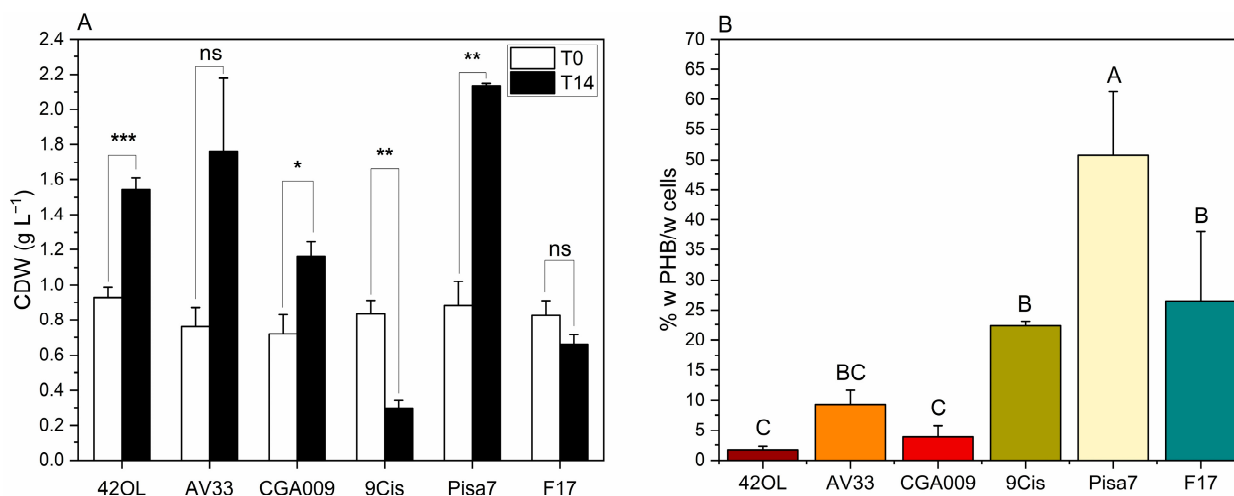 A
CDW (g L⁻¹)
2.4
2.2
2.0
1.8
1.6
1.4
1.2
1.0
0.8
0.6
0.4
0.2
0.0
***
ns
*
**
**
ns
T0
T14
42OL AV33 CGA009 9Cis Pisa7 F17
B
% w PHB/w cells
70
65
60
55
50
45
40
35
30
25
20
15
10
5
0
C
BC
C
B
A
B
42OL AV33 CGA009 9Cis Pisa7 F17